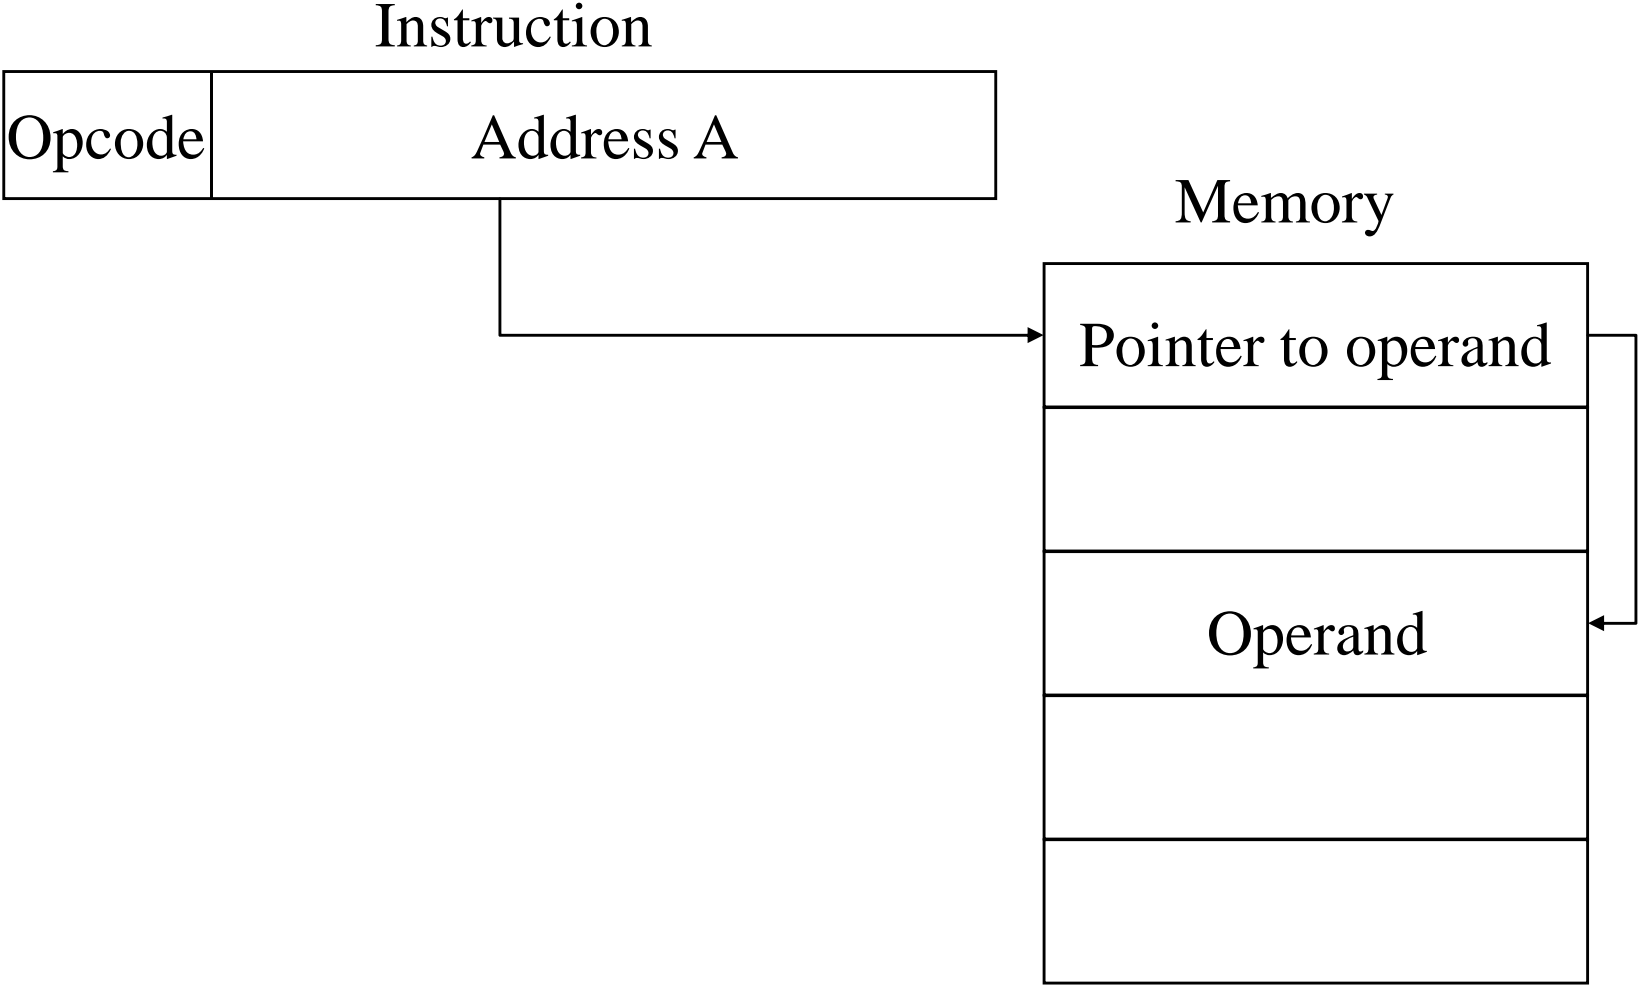 Instruction
Opcode
Address A
Memory
Pointer to operand
Operand